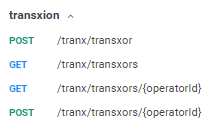 transxion
POST /tranx/transxor
GET /tranx/transxors
GET /tranx/transxors/{operatorId}
POST /tranx/transxors/{operatorId}